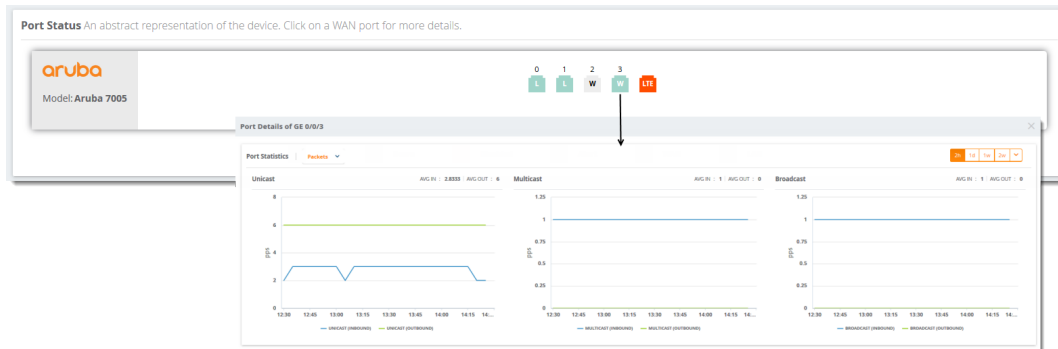 Port Status An abstract representation of the device. Click on a WAN port for more details.
aruba
Model: Aruba 7005
0 1 2 3
L L W W LTE
Port Details of GE 0/0/3
Port Statistics Packets
2h 1d 1w 2w
Unicast AVG IN : 2.8333 AVG OUT : 6
Multicast AVG IN : 1 AVG OUT : 0
Broadcast AVG IN : 1 AVG OUT : 0
8
6
4
2
0
pps
12:30 12:45 13:00 13:15 13:30 13:45 14:00 14:15 14:...
UNICAST (INBOUND) UNICAST (OUTBOUND)
1.25
1
0.75
0.5
0.25
0
pps
12:30 12:45 13:00 13:15 13:30 13:45 14:00 14:15 14:...
MULTICAST (INBOUND) MULTICAST (OUTBOUND)
1.25
1
0.75
0.5
0.25
0
pps
12:30 12:45 13:00 13:15 13:30 13:45 14:00 14:15 14:...
BROADCAST (INBOUND) BROADCAST (OUTBOUND)